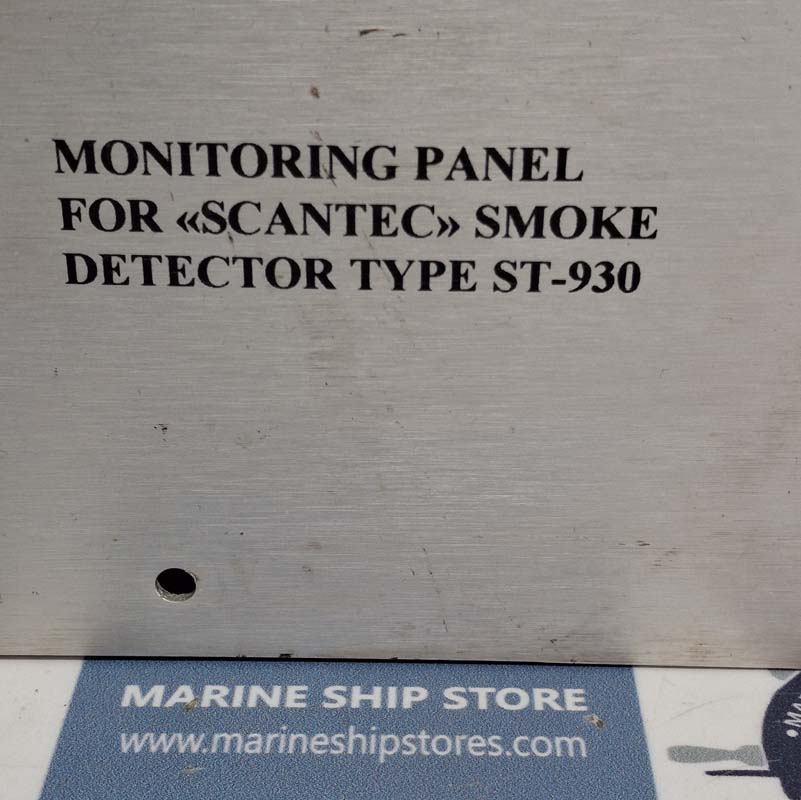 MONITORING PANEL
FOR «SCANTEC» SMOKE
DETECTOR TYPE ST-930
MARINE SHIP STORE
www.marineshipstores.com